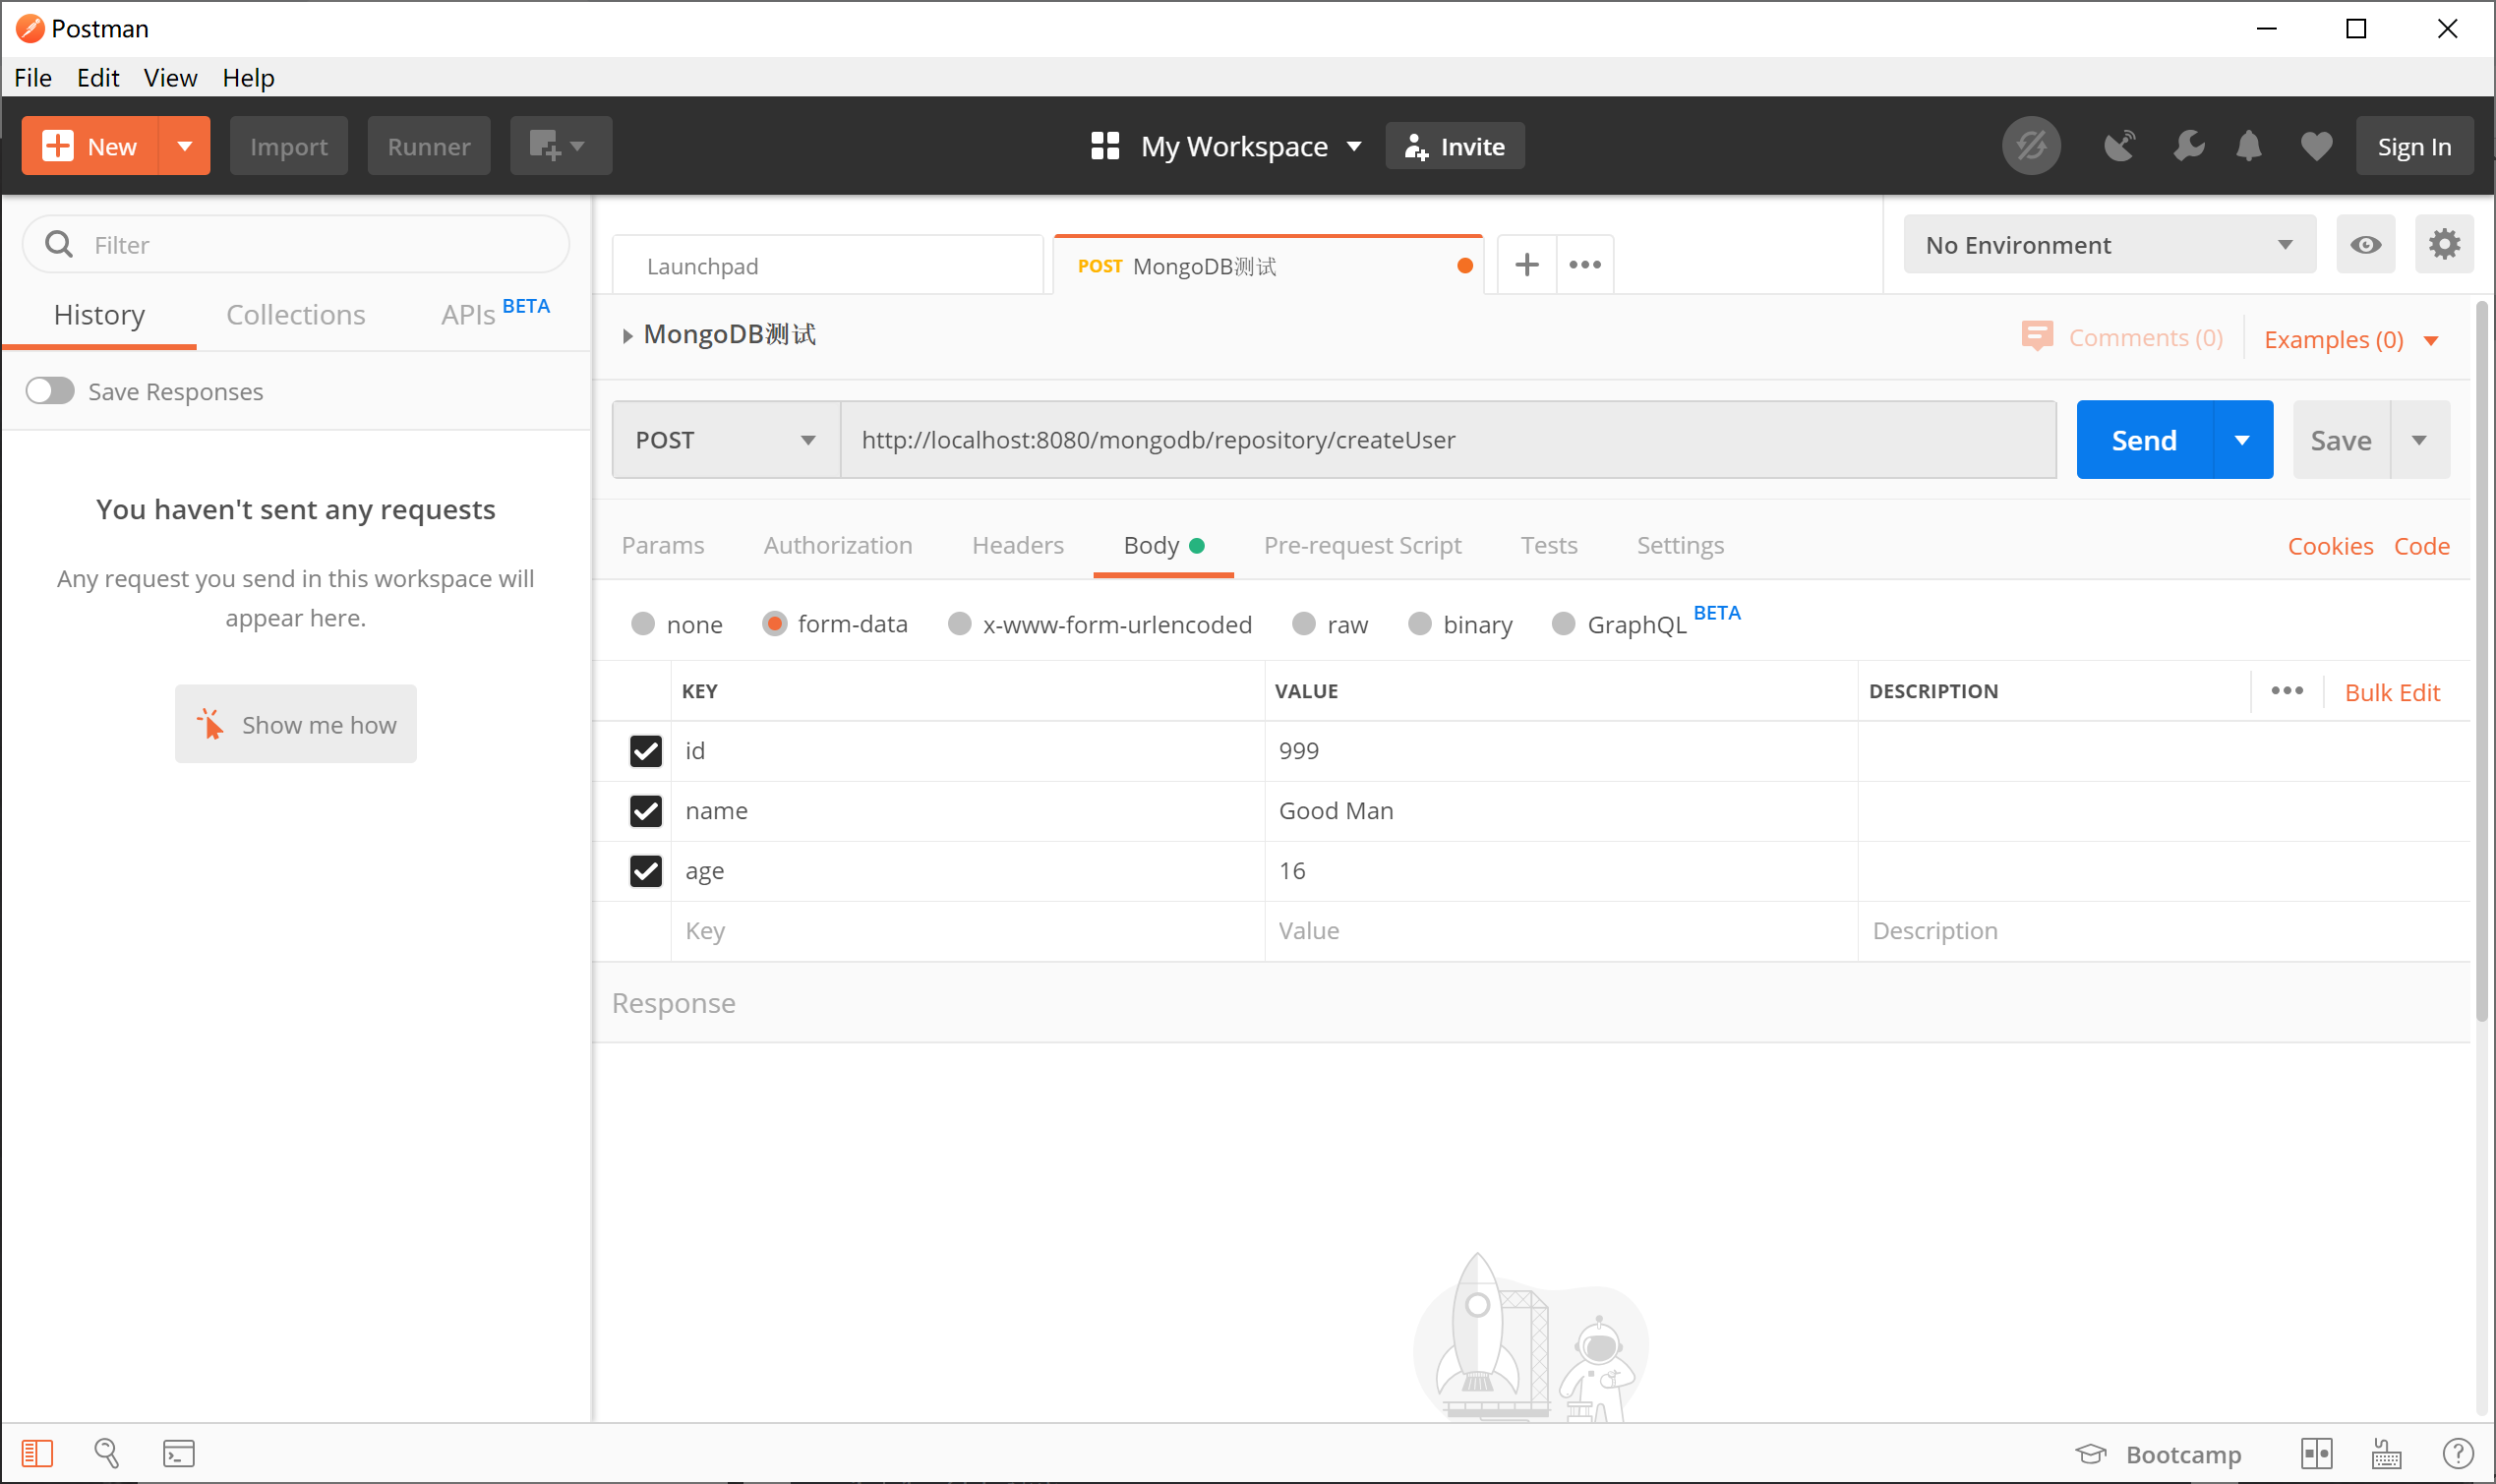 Postman
File Edit View Help
New Import Runner My Workspace Invite Sign In
Filter
History Collections APIs BETA
Save Responses
You haven't sent any requests
Any request you send in this workspace will
appear here.
Show me how
Launchpad POST MongoDB测试 No Environment
MongoDB测试 Comments (0) Examples (0)
POST http://localhost:8080/mongodb/repository/createUser Send Save
Params Authorization Headers Body Pre-request Script Tests Settings Cookies Code
none form-data x-www-form-urlencoded raw binary GraphQL BETA
KEY VALUE DESCRIPTION Bulk Edit
id 999
name Good Man
age 16
Key Value Description
Response
Bootcamp